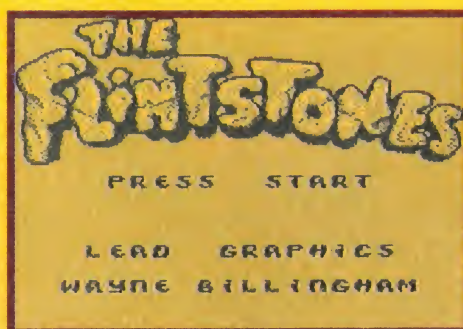 THE
FLINTSTONES
PRESS START
LEAD GRAPHICS
WAYNE BILLINGHAM